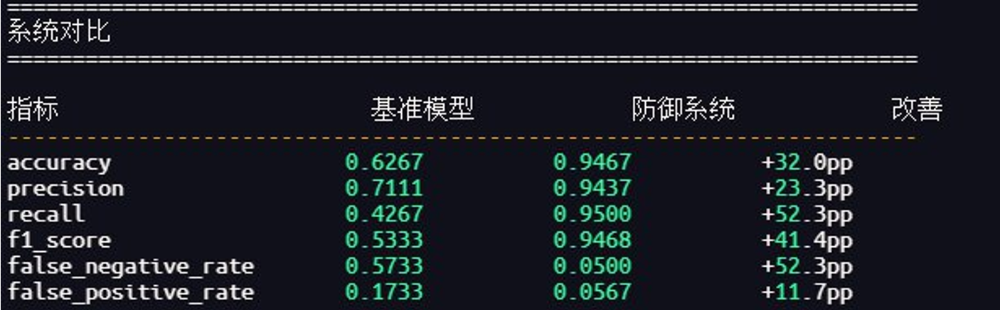 ================================================================================
系统对比
================================================================================
指标 基准模型 防御系统 改善
--------------------------------------------------------------------------------
accuracy 0.6267 0.9467 +32.0pp
precision 0.7111 0.9437 +23.3pp
recall 0.4267 0.9500 +52.3pp
f1_score 0.5333 0.9468 +41.4pp
false_negative_rate 0.5733 0.0500 +52.3pp
false_positive_rate 0.1733 0.0567 +11.7pp